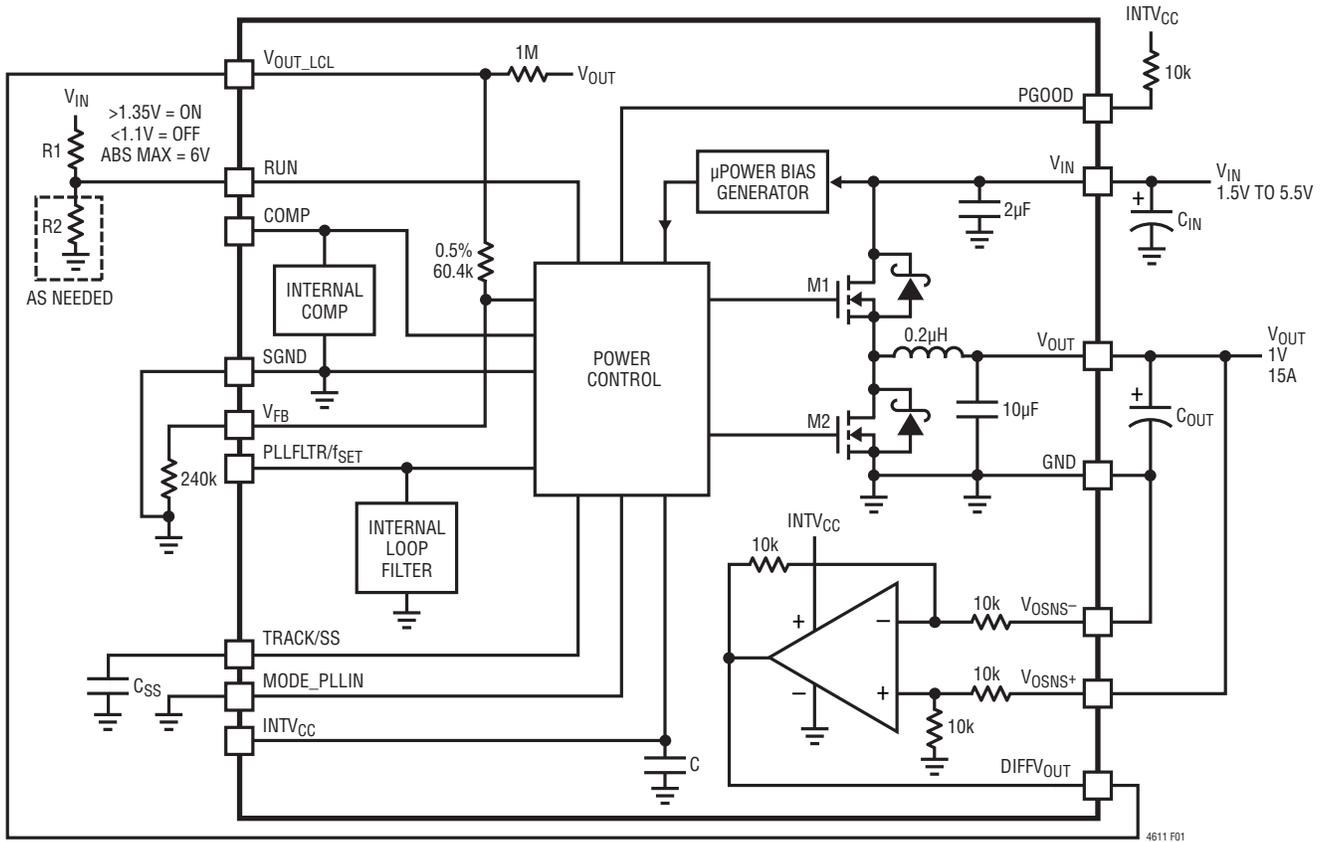 INTVCC
10k
VOUT_LCL
1M
VOUT
PGOOD
VIN
>1.35V = ON
<1.1V = OFF
ABS MAX = 6V
R1
RUN
µPOWER BIAS
GENERATOR
VIN
VIN
1.5V TO 5.5V
2µF
+
CIN
R2
AS NEEDED
COMP
0.5%
60.4k
INTERNAL
COMP
M1
POWER
CONTROL
0.2µH
VOUT
VOUT
1V
15A
SGND
VFB
240k
PLLFLTR/fSET
M2
10µF
+
COUT
GND
INTERNAL
LOOP
FILTER
INTVCC
10k
+
–
10k
VOSNS–
–
+
10k
VOSNS+
10k
TRACK/SS
CSS
MODE_PLLIN
INTVCC
C
DIFFVOUT
4611 F01